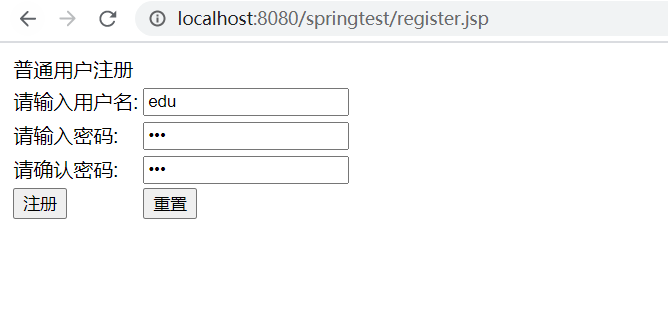 localhost:8080/springtest/register.jsp
普通用户注册
请输入用户名: edu
请输入密码: •••
请确认密码: •••
注册 重置